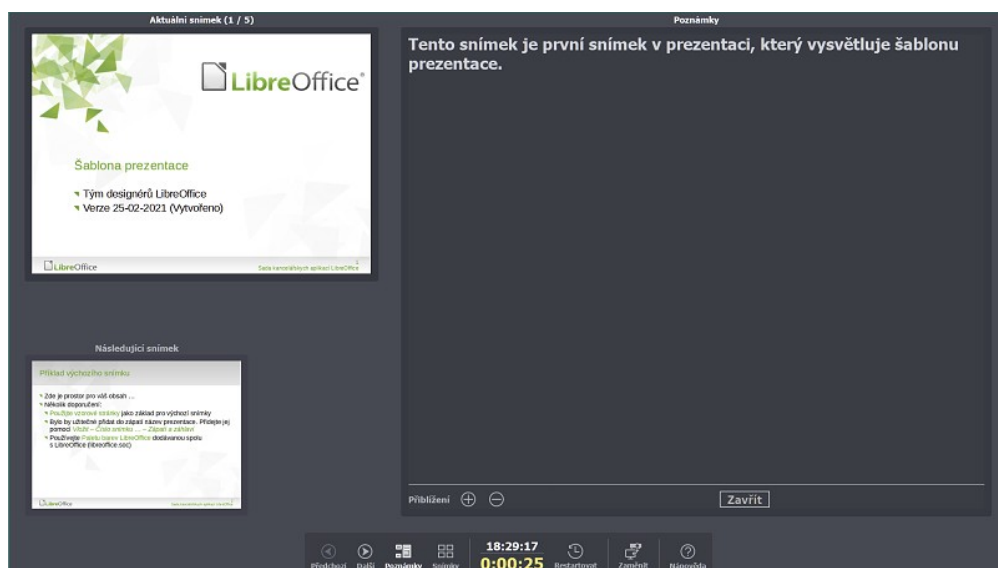 Aktuální snímek (1 / 5)
LibreOffice
Šablona prezentace
Tým designérů LibreOffice
Verze 25-02-2021 (Vytvořeno)
LibreOffice
Sada kancelářských aplikací LibreOffice
1
Následující snímek
Příklad výchozího snímku
Zde je prostor pro váš obsah …
Několik doporučení:
Použijte vzorové stránky jako základ pro výchozí snímky
Bylo by užitečné přidat do zápatí název prezentace. Přidejte jej
pomocí Vložit – Číslo snímku … – Zápatí a záhlaví
Používejte Paletu barev LibreOffice dodávanou spolu
s LibreOffice (libreoffice.soc)
LibreOffice
Poznámky
Tento snímek je první snímek v prezentaci, který vysvětluje šablonu
prezentace.
Přiblížení
Zavřít
Předchozí Další Poznámky Snímky
18:29:17
0:00:25
Restartovat Zaměnit Nápověda